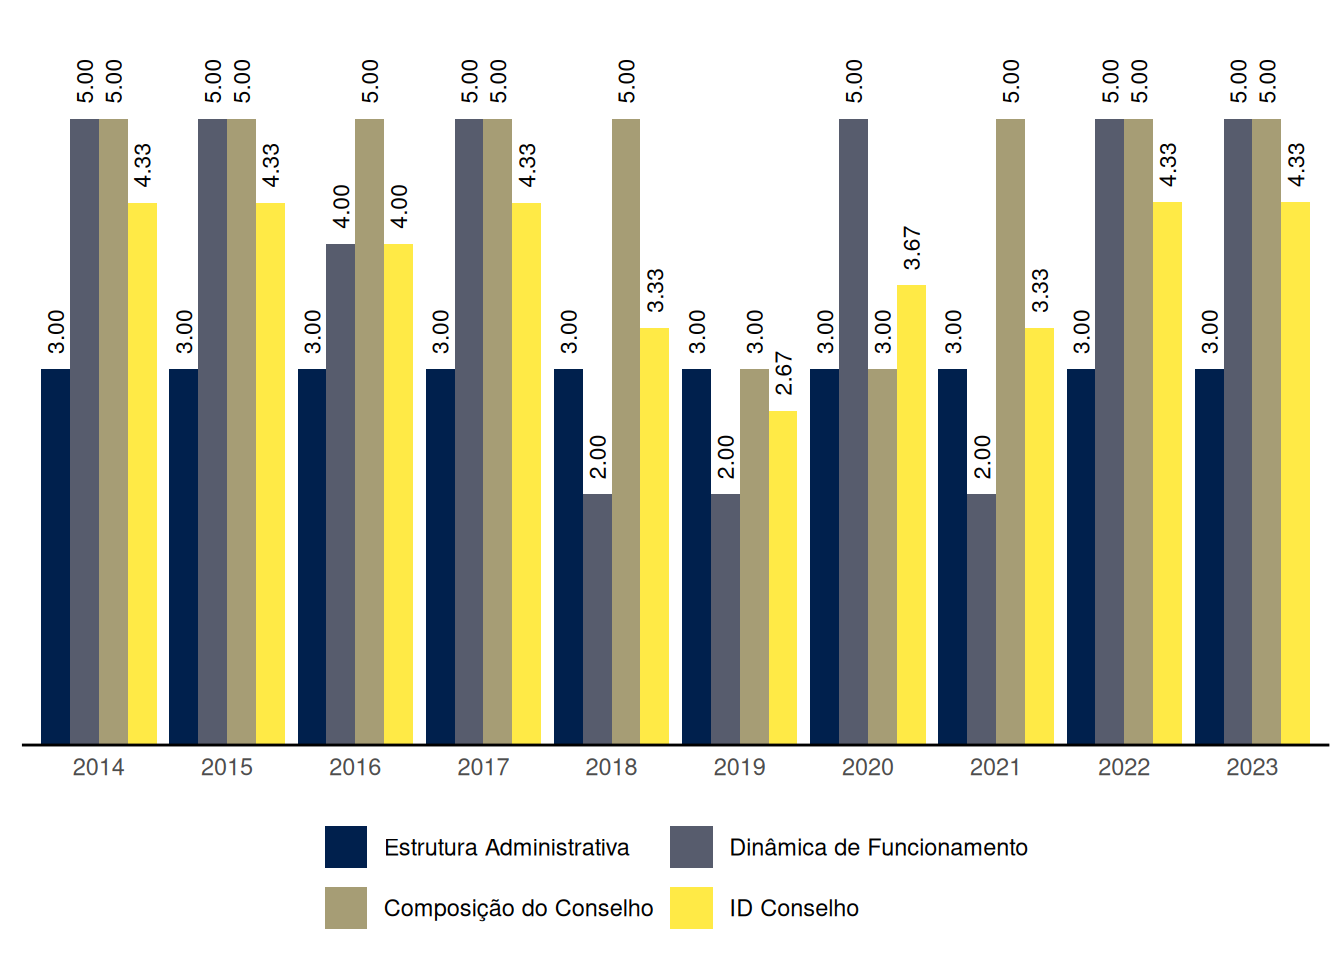 5.00 5.00 5.00 5.00 5.00 5.00 5.00 5.00 5.00 5.00 5.00 5.00 5.00 5.00
4.33 4.33 4.33 4.33 4.33
4.00 4.00
3.67
3.33 3.33
3.00 3.00 3.00 3.00 3.00 3.00 3.00 3.00 3.00 3.00 3.00 3.00
2.67
2.00 2.00 2.00
2014 2015 2016 2017 2018 2019 2020 2021 2022 2023
Estrutura Administrativa Dinâmica de Funcionamento
Composição do Conselho ID Conselho